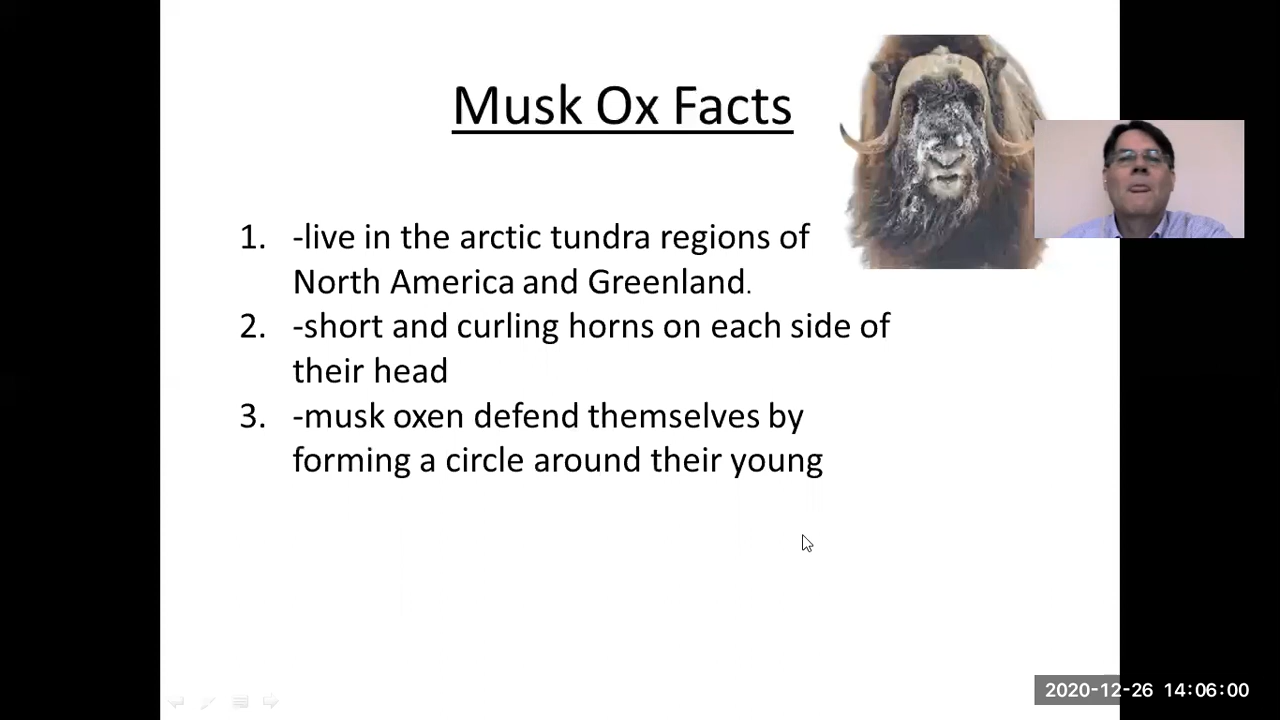 Musk Ox Facts
1. -live in the arctic tundra regions of
North America and Greenland.
2. -short and curling horns on each side of
their head
3. -musk oxen defend themselves by
forming a circle around their young
2020-12-26 14:06:00